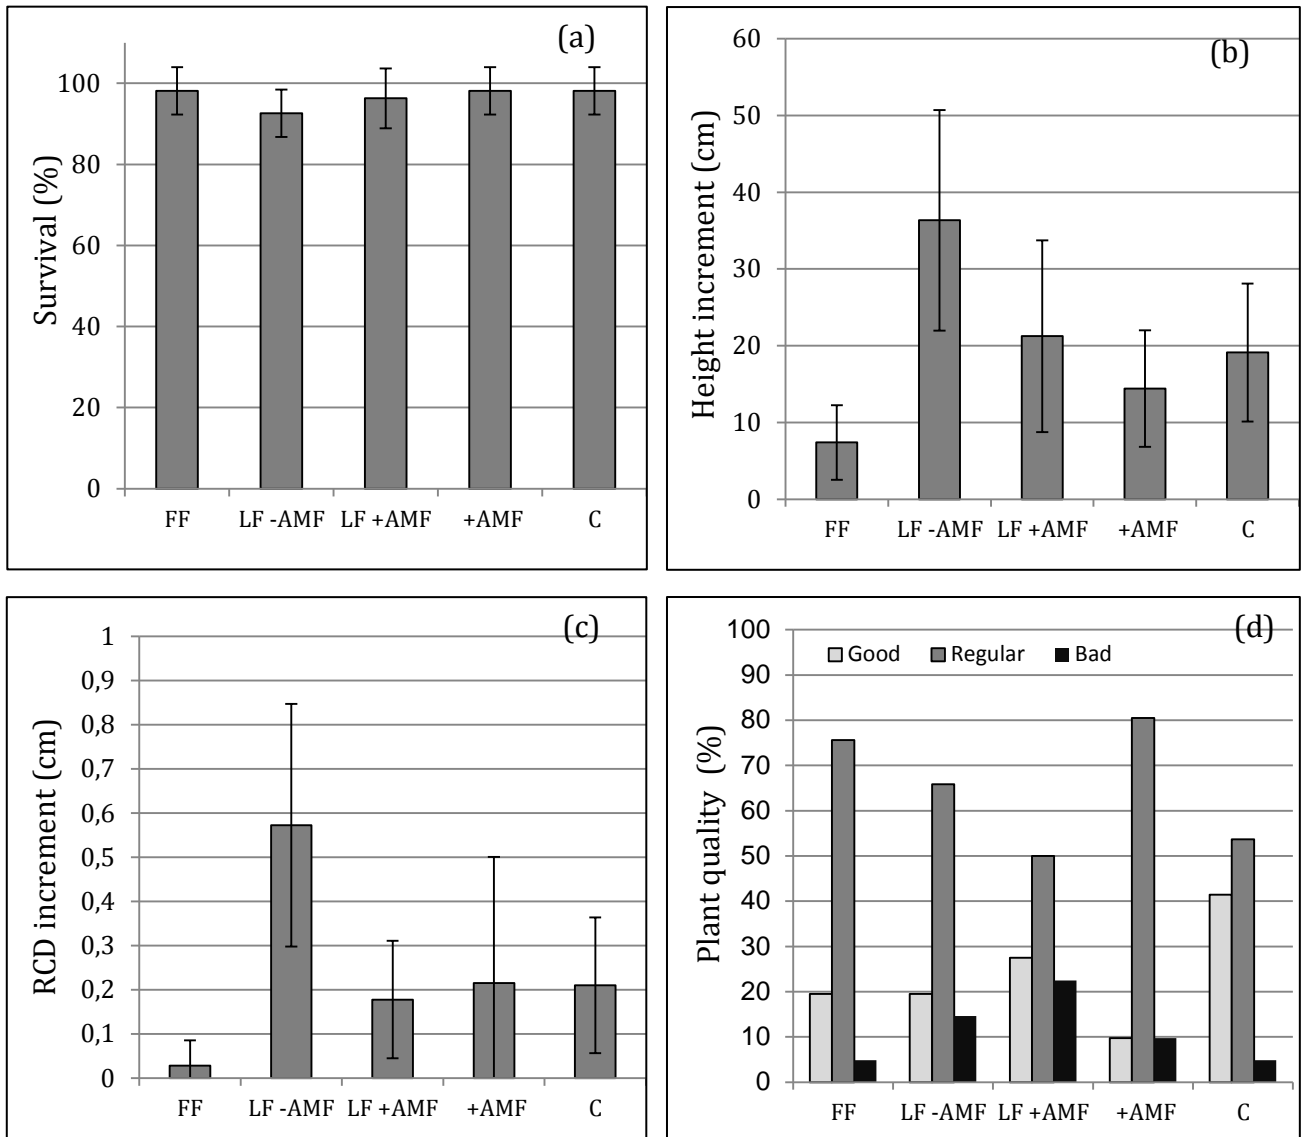 (a)
Survival (%)
100
80
60
40
20
0
FF LF -AMF LF +AMF +AMF C
(b)
Height increment (cm)
60
50
40
30
20
10
0
FF LF -AMF LF +AMF +AMF C
(c)
RCD increment (cm)
1
0,9
0,8
0,7
0,6
0,5
0,4
0,3
0,2
0,1
0
FF LF -AMF LF +AMF +AMF C
(d)
Plant quality (%)
Good Regular Bad
100
90
80
70
60
50
40
30
20
10
0
FF LF -AMF LF +AMF +AMF C